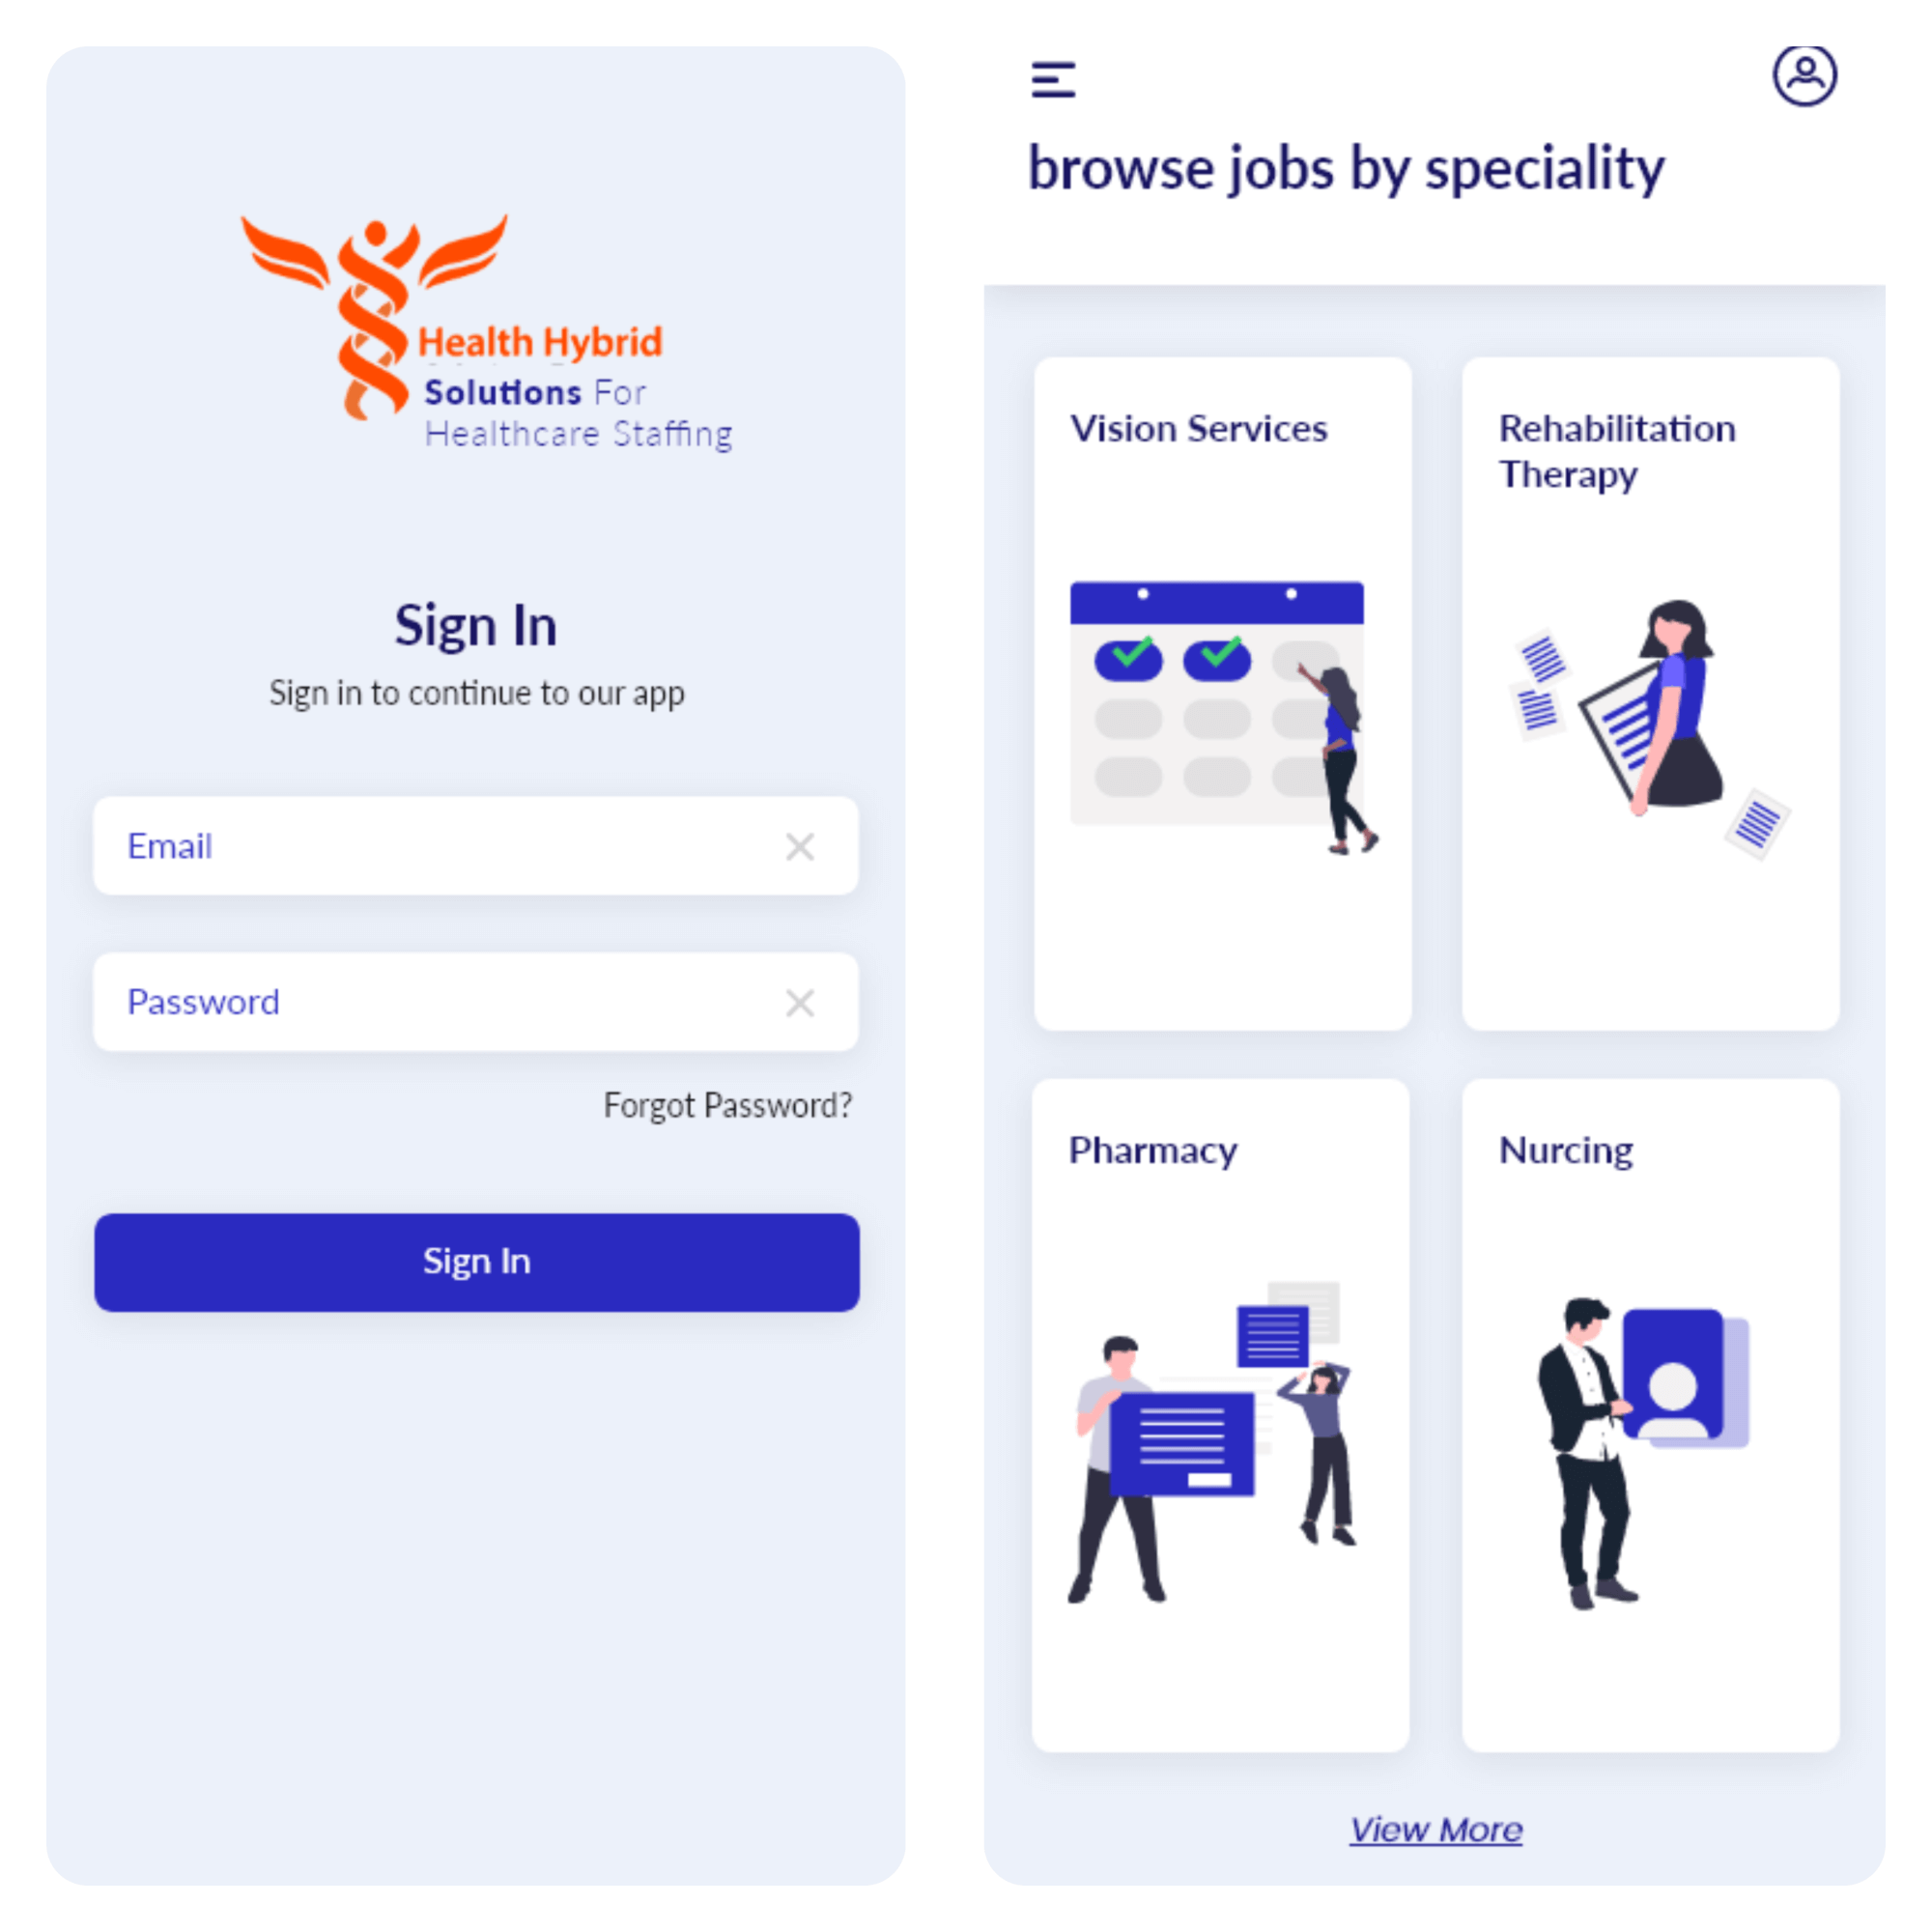 Health Hybrid
Solutions For
Healthcare Staffing
Sign In
Sign in to continue to our app
Email
Password
Forgot Password?
Sign In
browse jobs by speciality
Vision Services
Rehabilitation
Therapy
Pharmacy
Nurcing
View More